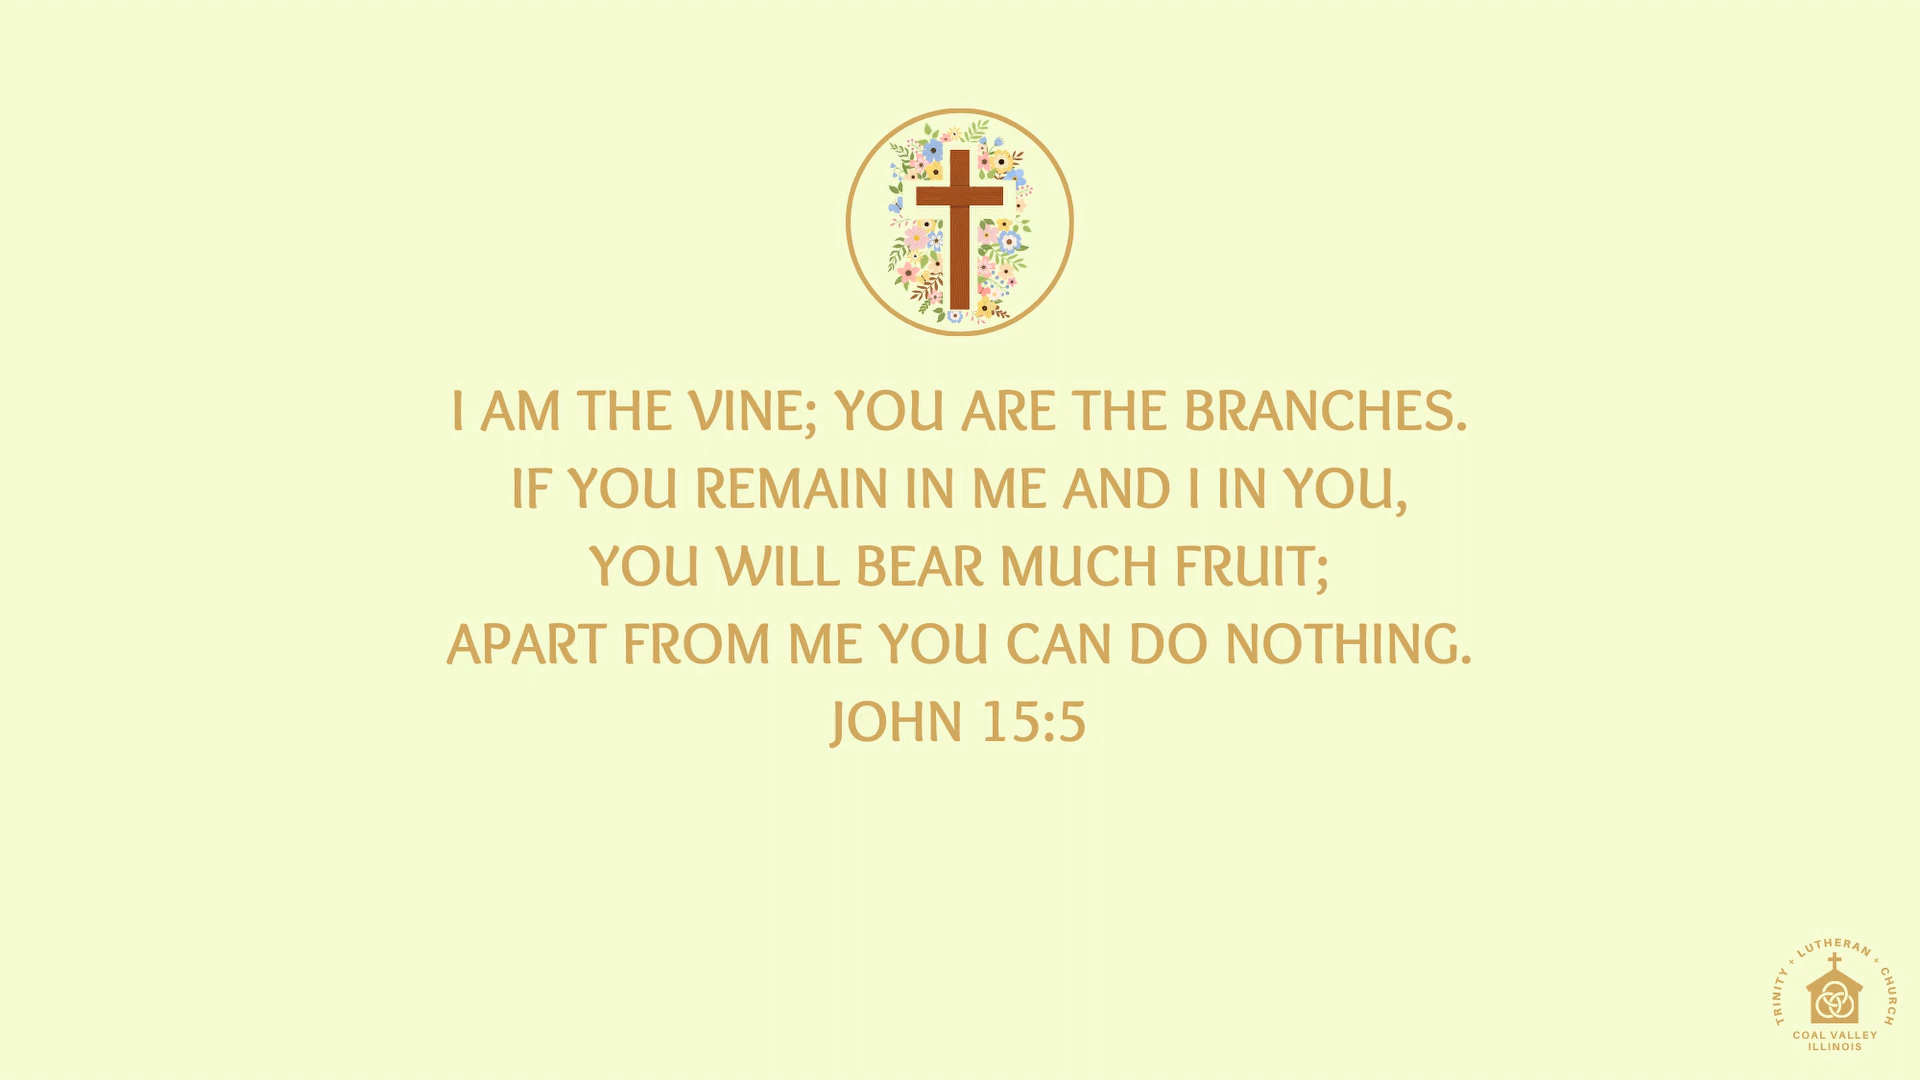 I AM THE VINE; YOU ARE THE BRANCHES.
IF YOU REMAIN IN ME AND I IN YOU,
YOU WILL BEAR MUCH FRUIT;
APART FROM ME YOU CAN DO NOTHING.
JOHN 15:5
TRINITY + LUTHERAN + CHURCH
COAL VALLEY
ILLINOIS